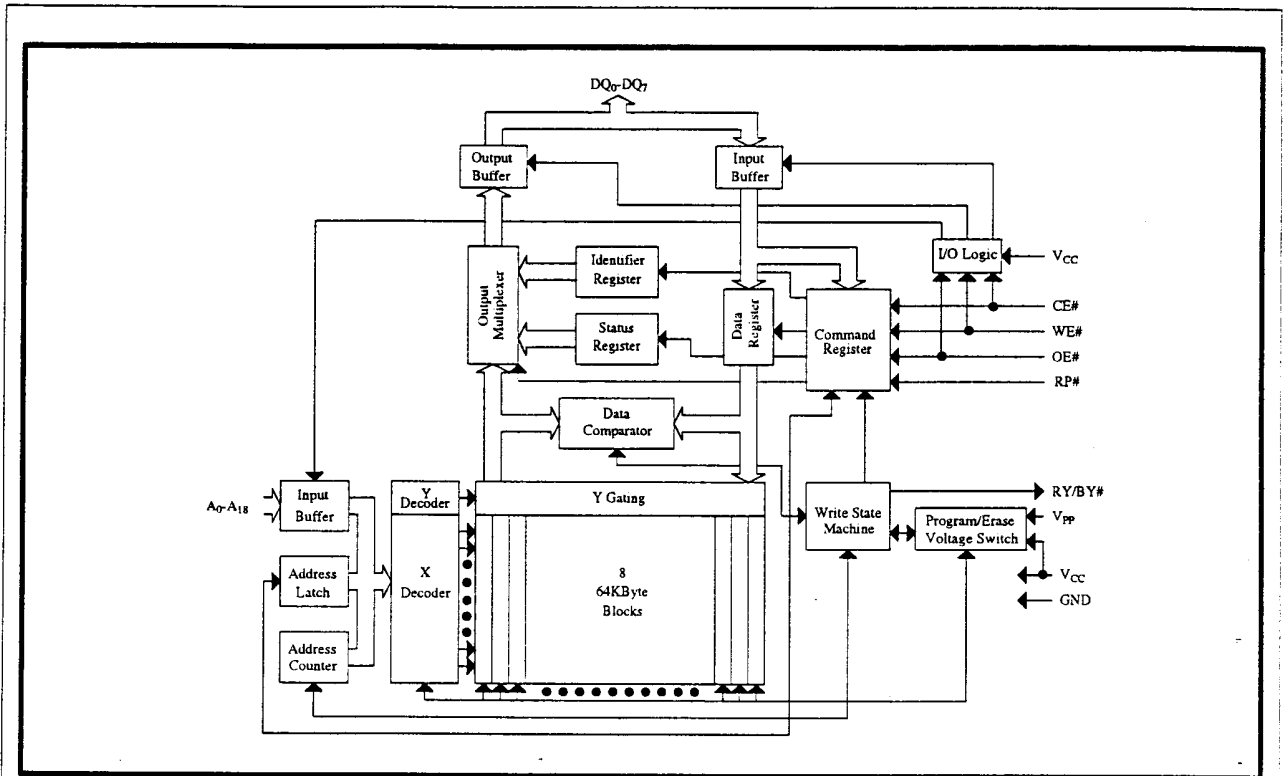 DQ0-DQ7
Output
Buffer
Input
Buffer
Output
Multiplexer
Identifier
Register
Status
Register
Data
Register
Command
Register
I/O Logic
VCC
CE#
WE#
OE#
RP#
Data
Comparator
A0-A18
Input
Buffer
Address
Latch
Address
Counter
Y
Decoder
X
Decoder
Y Gating
8
64KByte
Blocks
Write State
Machine
Program/Erase
Voltage Switch
RY/BY#
VPP
VCC
GND